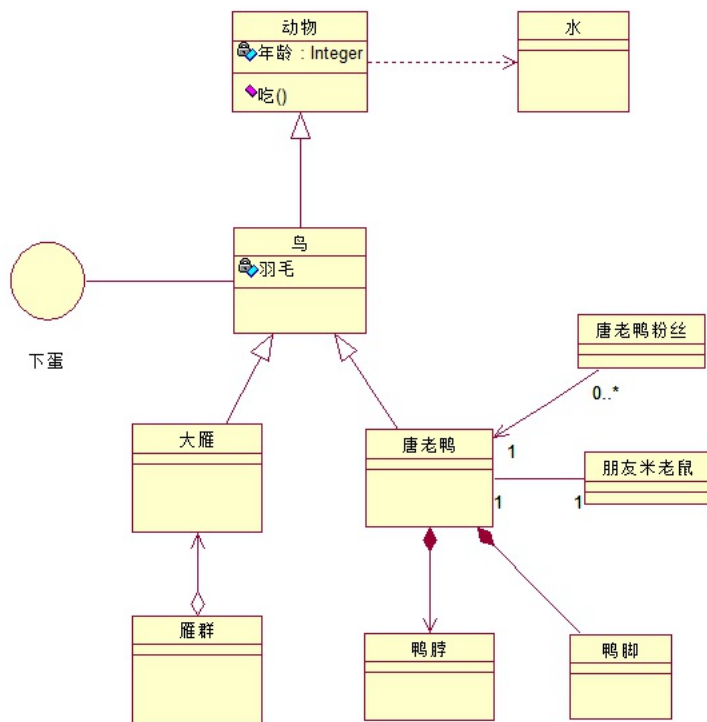 动物
年龄 : Integer
吃()
水
鸟
羽毛
下蛋
唐老鸭粉丝
0..*
1
大雁
唐老鸭
朋友米老鼠
1
1
雁群
鸭脖
鸭脚